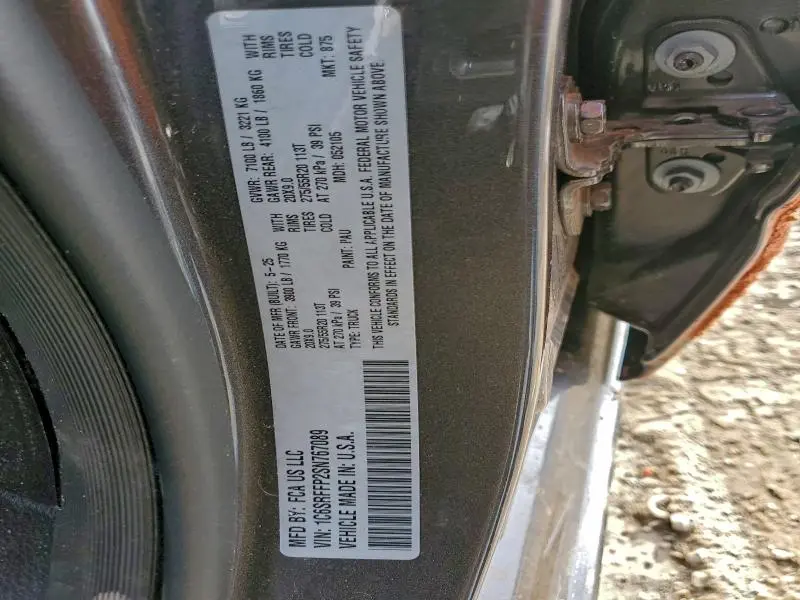 MFD BY: FCA US LLC
DATE OF MFR (BUILT): 5-25
GVWR: 7100 LB / 3221 KG
GAWR FRONT: 3900 LB / 1770 KG WITH
GAWR REAR: 4100 LB / 1860 KG WITH
20X9.0 RIMS
20X9.0 RIMS
275/55R20 113T TIRES
275/55R20 113T TIRES
AT 270 kPa / 39 PSI COLD
AT 270 kPa / 39 PSI COLD
VIN: 1C6SRFFP2SN767089
TYPE: TRUCK
PAINT: PAU
MDH: 052105
MKT: 875
VEHICLE MADE IN: U.S.A.
THIS VEHICLE CONFORMS TO ALL APPLICABLE U.S.A. FEDERAL MOTOR VEHICLE SAFETY
STANDARDS IN EFFECT ON THE DATE OF MANUFACTURE SHOWN ABOVE.